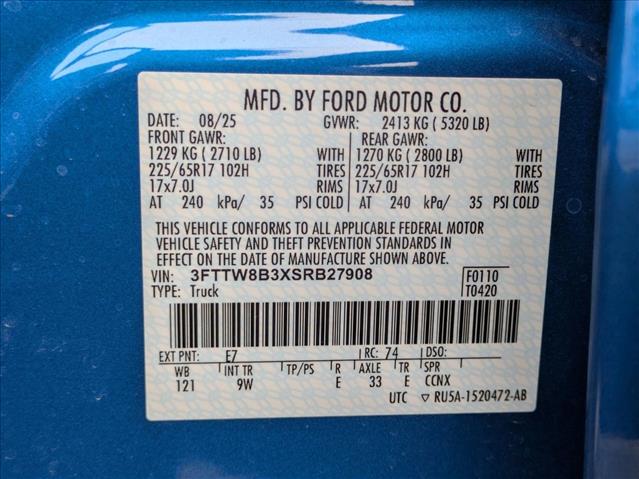 MFD. BY FORD MOTOR CO.
DATE: 08/25 GVWR: 2413 KG ( 5320 LB)
FRONT GAWR: REAR GAWR:
1229 KG ( 2710 LB) WITH 1270 KG ( 2800 LB) WITH
225/65R17 102H TIRES 225/65R17 102H TIRES
17x7.0J RIMS 17x7.0J RIMS
AT 240 kPa/ 35 PSI COLD AT 240 kPa/ 35 PSI COLD
THIS VEHICLE CONFORMS TO ALL APPLICABLE FEDERAL MOTOR
VEHICLE SAFETY AND THEFT PREVENTION STANDARDS IN
EFFECT ON THE DATE OF MANUFACTURE SHOWN ABOVE.
VIN: 3FTTW8B3XSRB27908 F0110
TYPE: Truck T0420
EXT PNT: E7 RC: 74 DSO:
WB INT TR TP/PS R AXLE TR SPR
121 9W E 33 E CCNX
UTC ▽ RU5A-1520472-AB